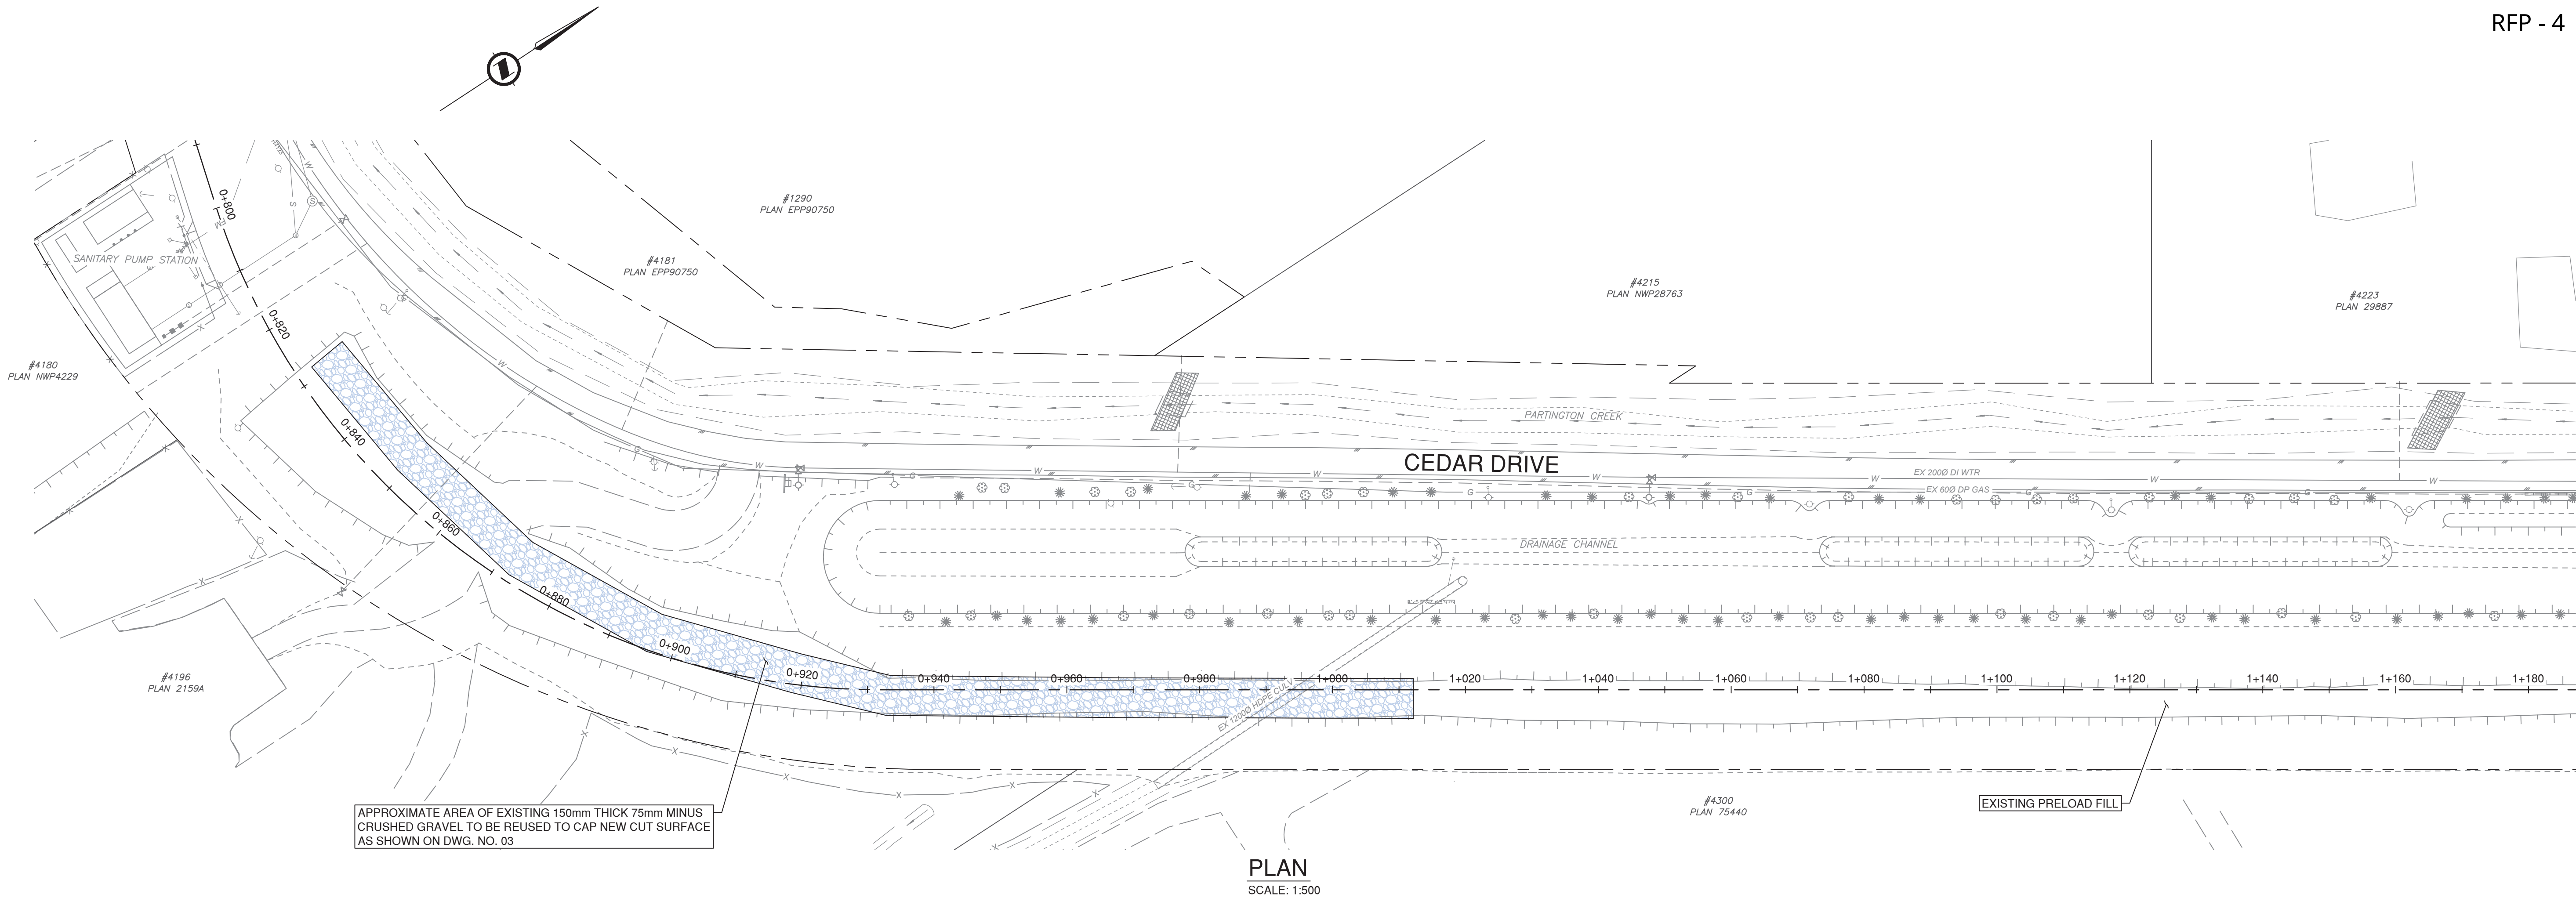 RFP - 4
#1290
PLAN EPP90750
#4181
PLAN EPP90750
#4215
PLAN NWP28763
#4223
PLAN 29887
SANITARY PUMP STATION
#4180
PLAN NWP4229
0+800
0+820
0+840
0+860
0+880
0+900
0+920
0+940
0+960
0+980
1+000
1+020
1+040
1+060
1+080
1+100
1+120
1+140
1+160
1+180
PARTINGTON CREEK
CEDAR DRIVE
EX 200Ø DI WTR
EX 60Ø DP GAS
DRAINAGE CHANNEL
EX 1200Ø HDPE CULV
#4196
PLAN 2159A
#4300
PLAN 75440
EXISTING PRELOAD FILL
APPROXIMATE AREA OF EXISTING 150mm THICK 75mm MINUS
CRUSHED GRAVEL TO BE REUSED TO CAP NEW CUT SURFACE
AS SHOWN ON DWG. NO. 03
PLAN
SCALE: 1:500